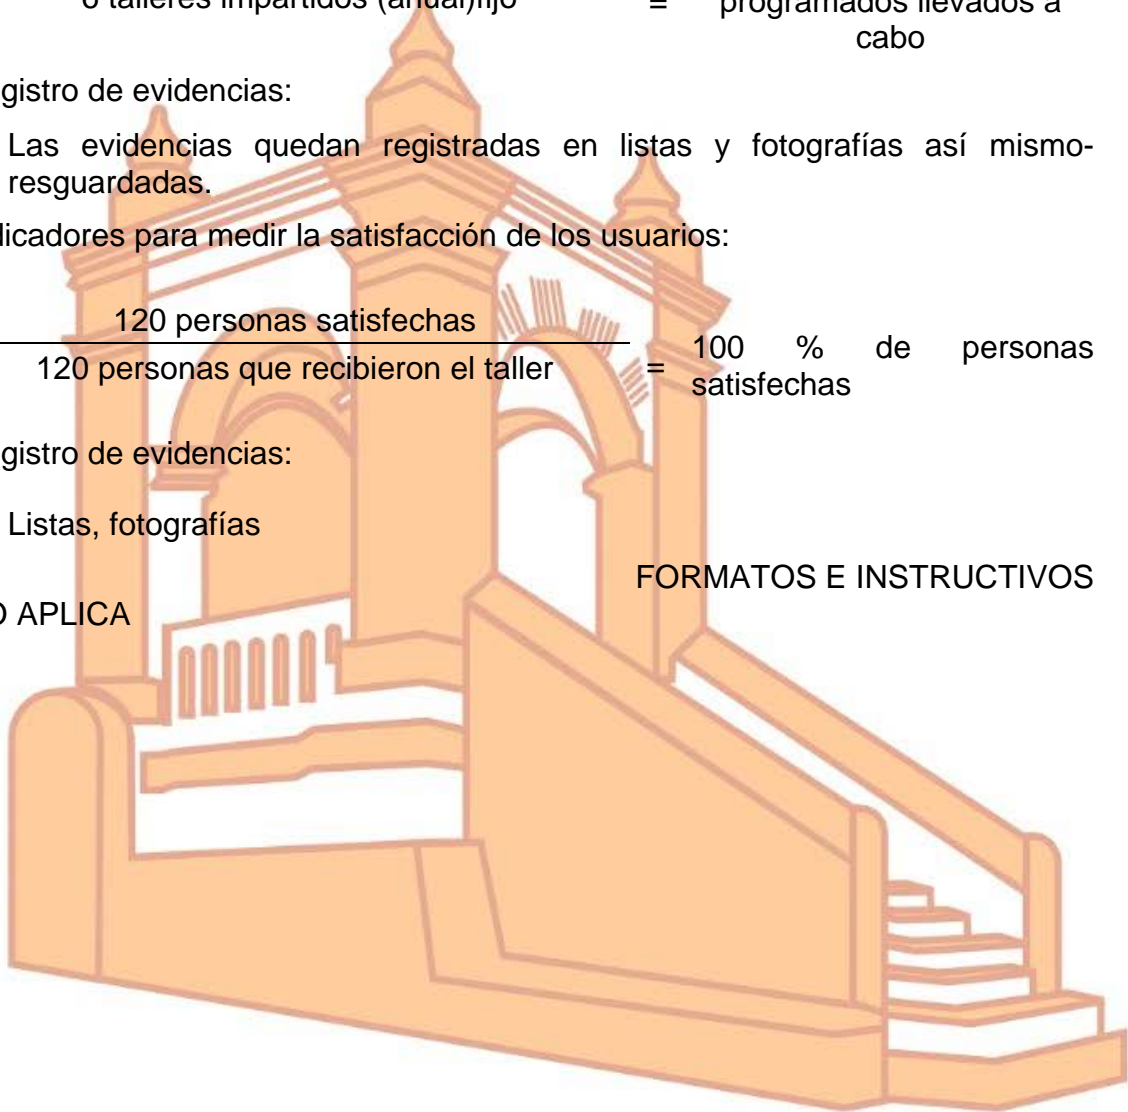 6 talleres impartidos (anual)fijo = programados llevados a
cabo
gistro de evidencias:
Las evidencias quedan registradas en listas y fotografías así mismo-
resguardadas.
dicadores para medir la satisfacción de los usuarios:
120 personas satisfechas
120 personas que recibieron el taller = 100 % de personas
satisfechas
gistro de evidencias:
Listas, fotografías
FORMATOS E INSTRUCTIVOS
O APLICA